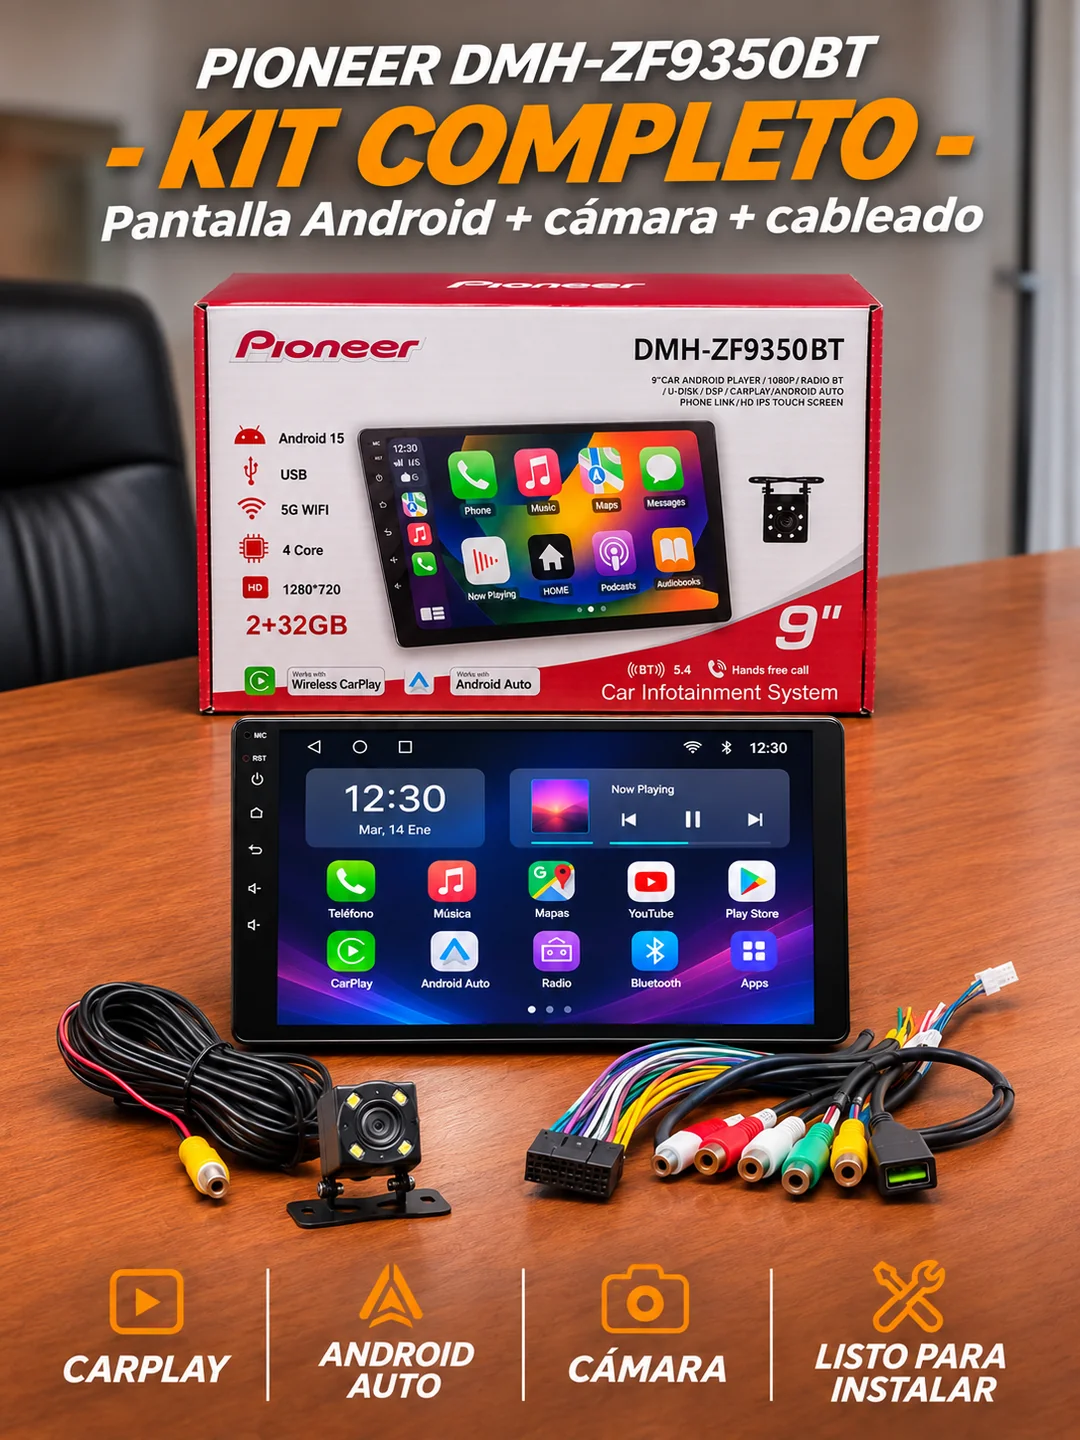 PIONEER DMH-ZF9350BT
- KIT COMPLETO -
Pantalla Android + cámara + cableado
Pioneer
Pioneer
DMH-ZF9350BT
9"CAR ANDROID PLAYER / 1080P / RADIO BT
/ U-DISK / DSP / CARPLAY/ANDROID AUTO
PHONE LINK / HD IPS TOUCH SCREEN
Android 15
USB
5G WIFI
4 Core
HD 1280*720
2+32GB
MIC
RST
12:30
Phone
Music
Maps
Messages
Now Playing
HOME
Podcasts
Audiobooks
9"
Works with
Wireless CarPlay
Works with
Android Auto
((BT)) 5.4
Hands free call
Car Infotainment System
MIC
RST
12:30
12:30
Mar, 14 Ene
Now Playing
Teléfono
Música
Mapas
YouTube
Play Store
CarPlay
Android Auto
Radio
Bluetooth
Apps
CARPLAY
ANDROID
AUTO
CÁMARA
LISTO PARA
INSTALAR